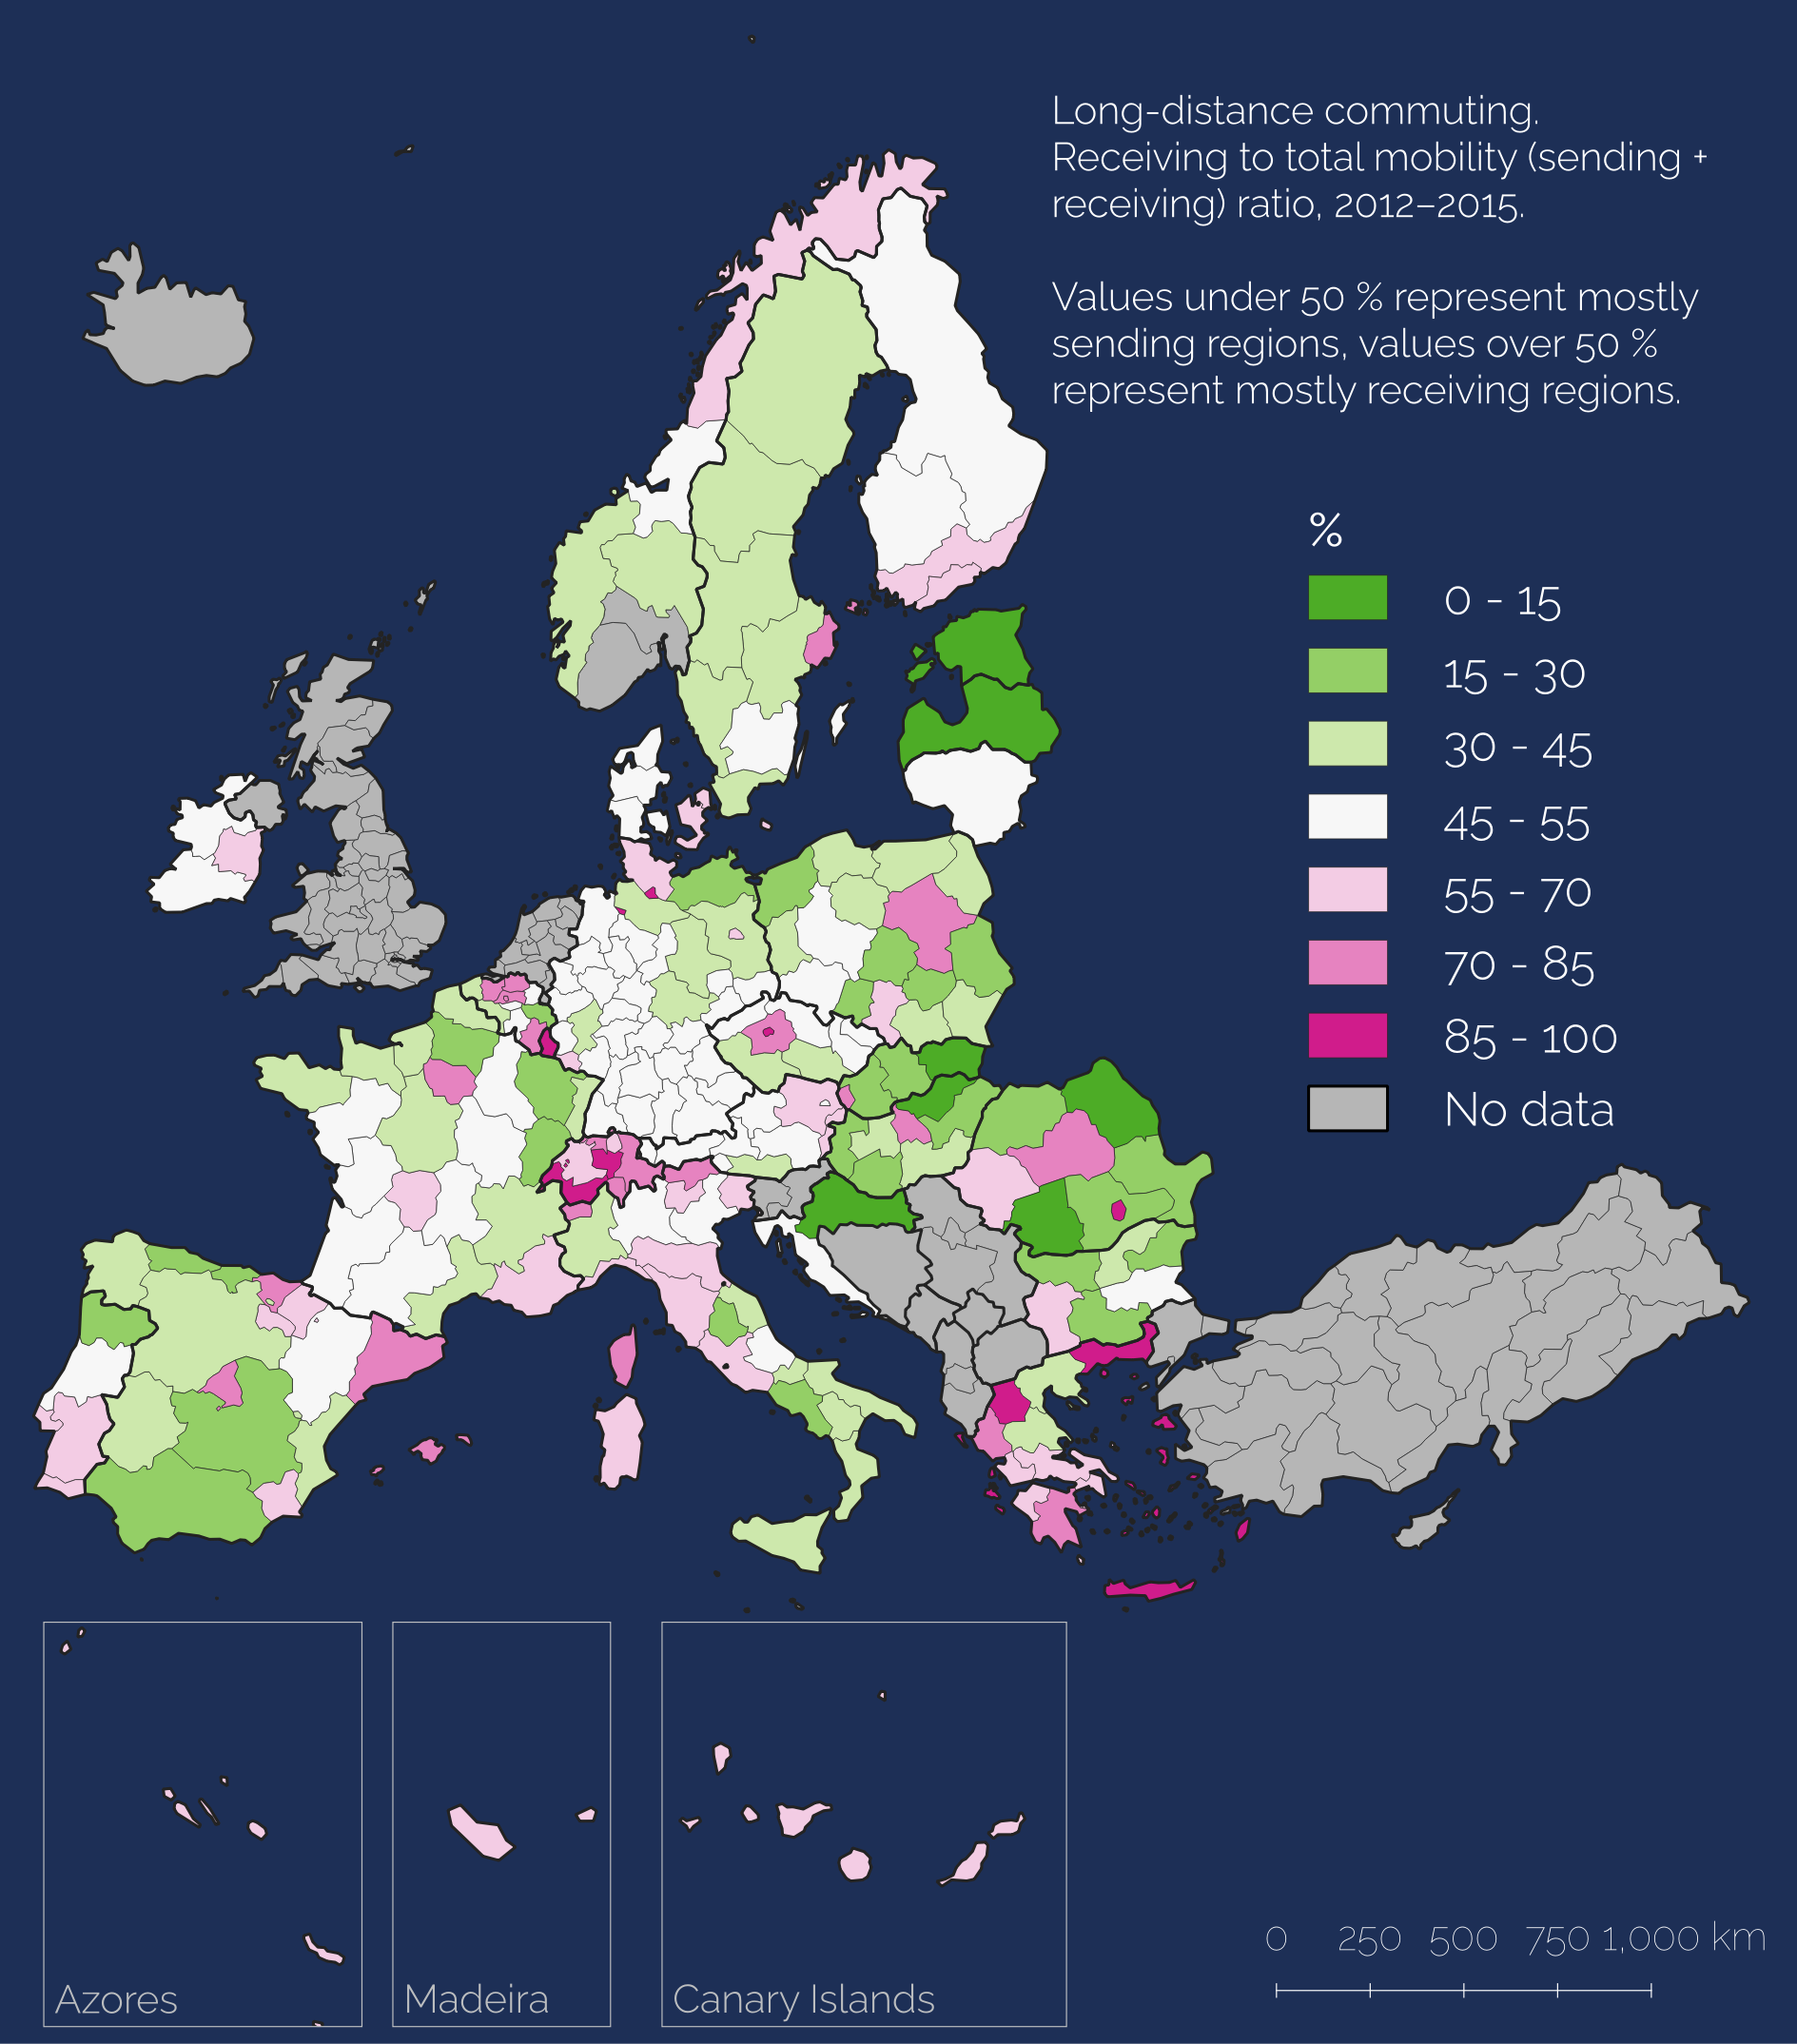 Long-distance commuting.
Receiving to total mobility (sending +
receiving) ratio, 2012–2015.
Values under 50 % represent mostly
sending regions, values over 50 %
represent mostly receiving regions.
%
0 - 15
15 - 30
30 - 45
45 - 55
55 - 70
70 - 85
85 - 100
No data
0 250 500 750 1,000 km
Azores
Madeira
Canary Islands